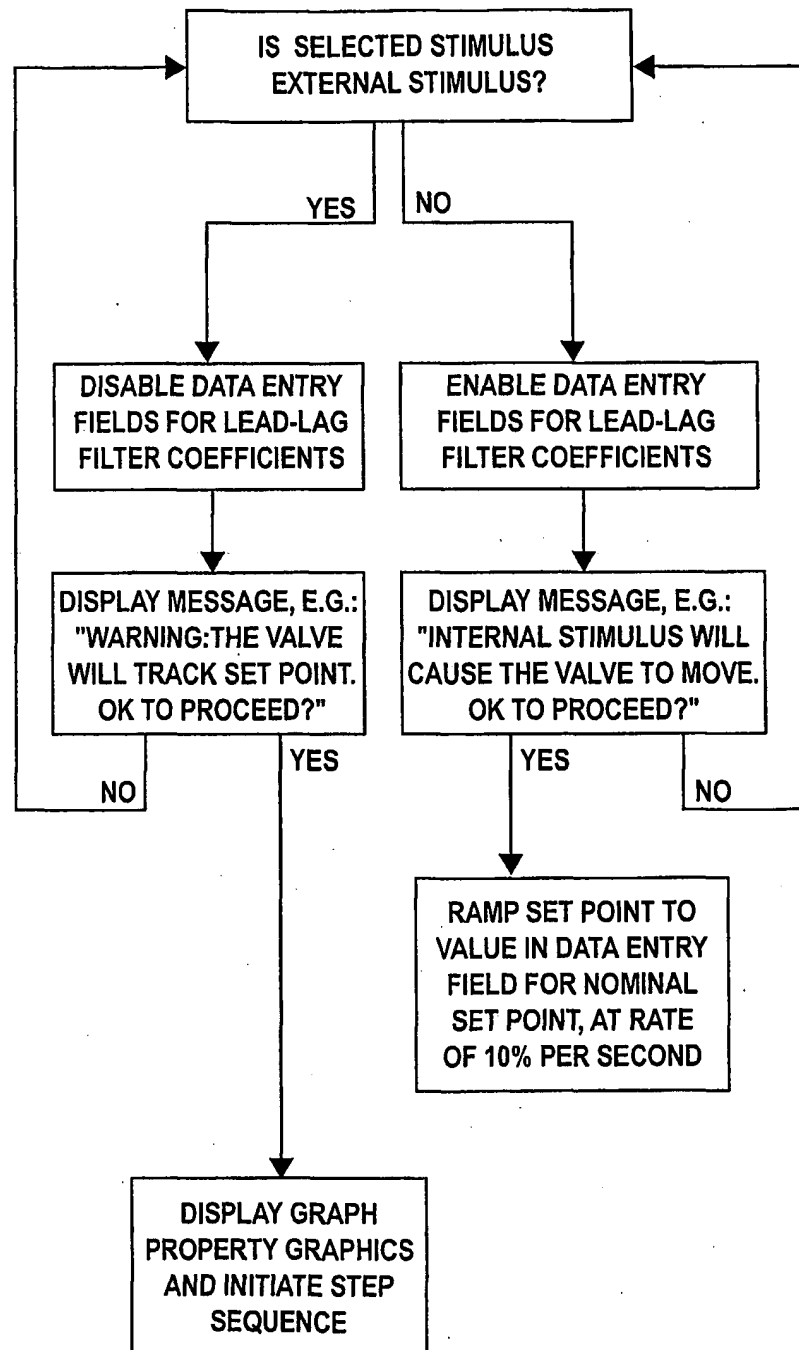 IS SELECTED STIMULUS
EXTERNAL STIMULUS?
YES
NO
DISABLE DATA ENTRY
FIELDS FOR LEAD-LAG
FILTER COEFFICIENTS
ENABLE DATA ENTRY
FIELDS FOR LEAD-LAG
FILTER COEFFICIENTS
DISPLAY MESSAGE, E.G.:
"WARNING:THE VALVE
WILL TRACK SET POINT.
OK TO PROCEED?"
DISPLAY MESSAGE, E.G.:
"INTERNAL STIMULUS WILL
CAUSE THE VALVE TO MOVE.
OK TO PROCEED?"
NO
YES
YES
NO
RAMP SET POINT TO
VALUE IN DATA ENTRY
FIELD FOR NOMINAL
SET POINT, AT RATE
OF 10% PER SECOND
DISPLAY GRAPH
PROPERTY GRAPHICS
AND INITIATE STEP
SEQUENCE